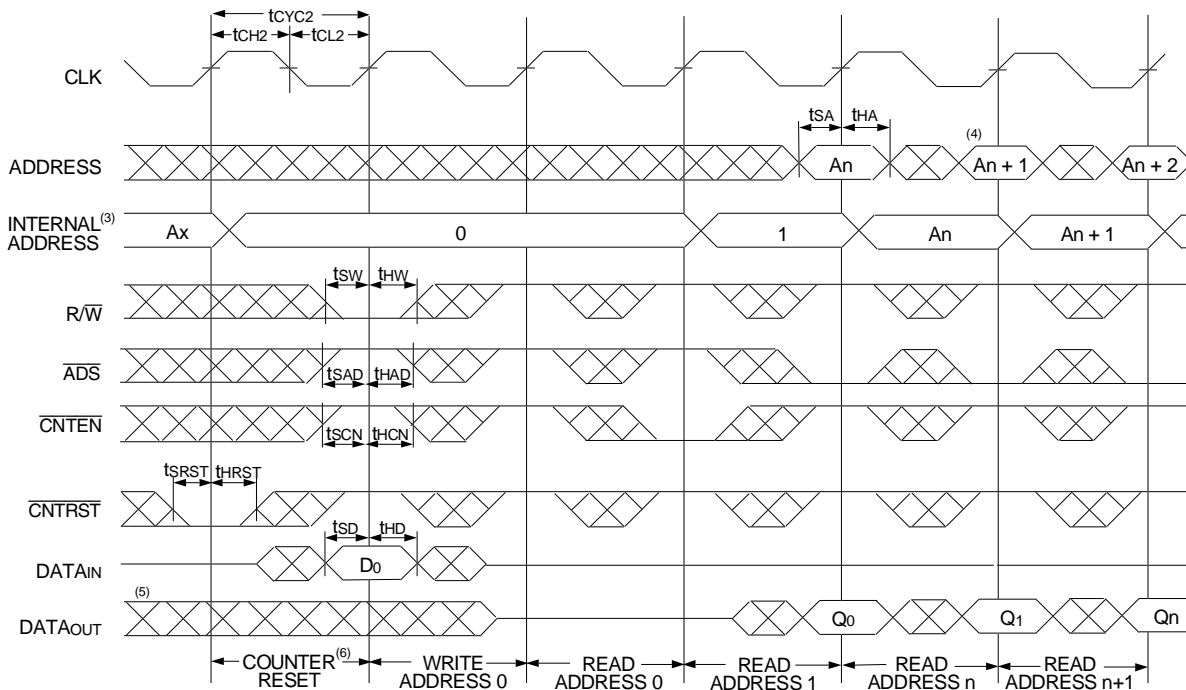 tCYC2
tCH2 tCL2
CLK
tSA tHA
(4)
ADDRESS An An + 1 An + 2
INTERNAL(3)
ADDRESS Ax 0 1 An An + 1
tSW tHW
R/W
ADS
tSAD tHAD
CNTEN
tSCN tHCN
tSRST tHRST
CNTRST
tSD tHD
DATAIN D0
(5)
DATAOUT Q0 Q1 Qn
COUNTER(6) WRITE READ READ READ READ
RESET ADDRESS 0 ADDRESS 0 ADDRESS 1 ADDRESS n ADDRESS n+1